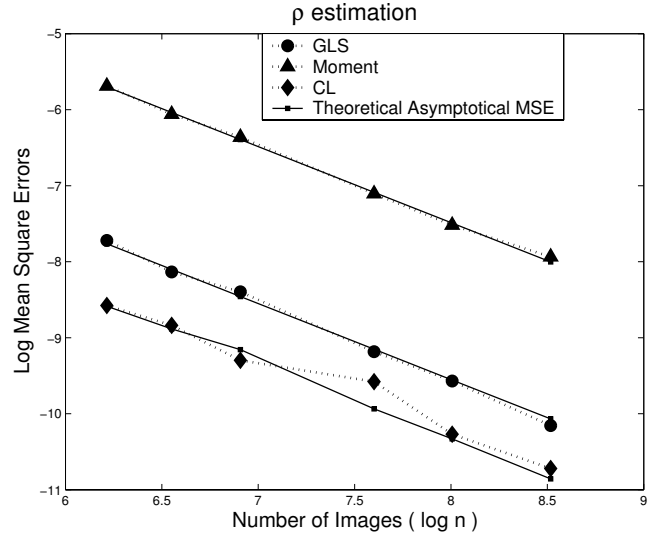 ρ estimation
GLS
Moment
CL
Theoretical Asymptotical MSE
Log Mean Square Errors
-5
-6
-7
-8
-9
-10
-11
6
6.5
7
7.5
8
8.5
9
Number of Images ( log n )